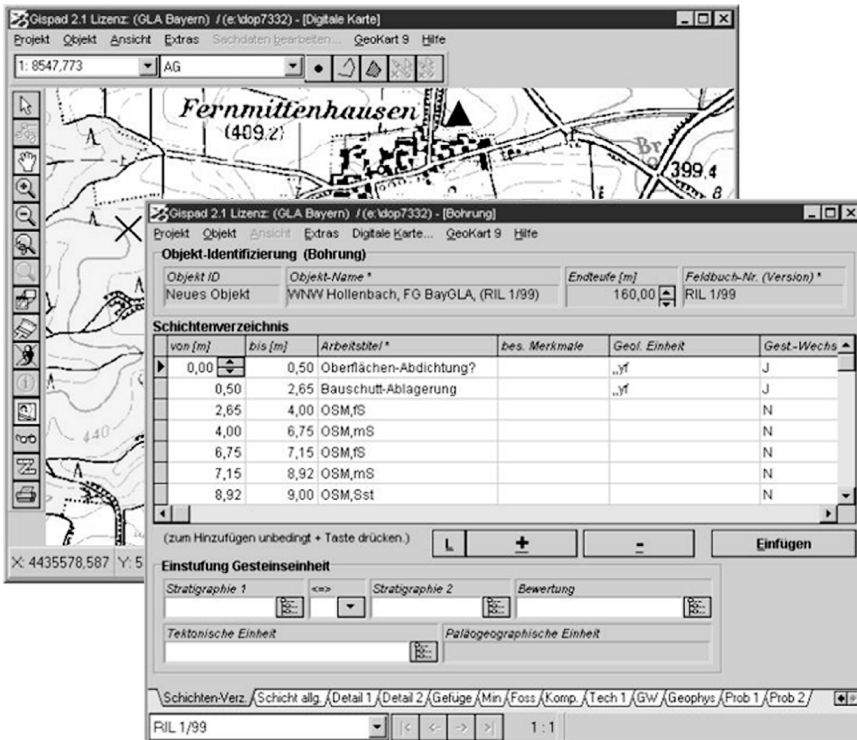 Gispad 2.1 Lizenz: (GLA Bayern) / (e:\dop7332) - [Digitale Karte]
Projekt Objekt Ansicht Extras Sachdaten bearbeiten... GeoKart 9 Hilfe
1: 8547,773 AG
Fernmittenhausen
(409,2)
Br
399,4
440
X: 4435578,587 Y: 5
Gispad 2.1 Lizenz: (GLA Bayern) / (e:\dop7332) - [Bohrung]
Projekt Objekt Ansicht Extras Digitale Karte... GeoKart 9 Hilfe
Objekt-Identifizierung (Bohrung)
Objekt ID Objekt-Name * Endteufe [m] Feldbuch-Nr. (Version) *
Neues Objekt WNW Hollenbach, FG BayGLA, (RIL 1/99) 160,00 RIL 1/99
Schichtenverzeichnis
von [m] bis [m] Arbeitstitel * bes. Merkmale Geol. Einheit Gest.-Wechs
0,00 0,50 Oberflächen-Abdichtung? ,,yf J
0,50 2,65 Bauschutt-Ablagerung ,,yf J
2,65 4,00 OSM,fS N
4,00 6,75 OSM,mS N
6,75 7,15 OSM,fS N
7,15 8,92 OSM,mS N
8,92 9,00 OSM,Sst N
(zum Hinzufügen unbedingt + Taste drücken.) L + - Einfügen
Einstufung Gesteinseinheit
Stratigraphie 1 <=> Stratigraphie 2 Bewertung
Tektonische Einheit Paläogeographische Einheit
Schichten-Verz. Schicht allg. Detail 1 Detail 2 Gefüge Min Foss Komp. Tech 1 GW Geophys Prob 1 Prob 2
RIL 1/99 1 : 1